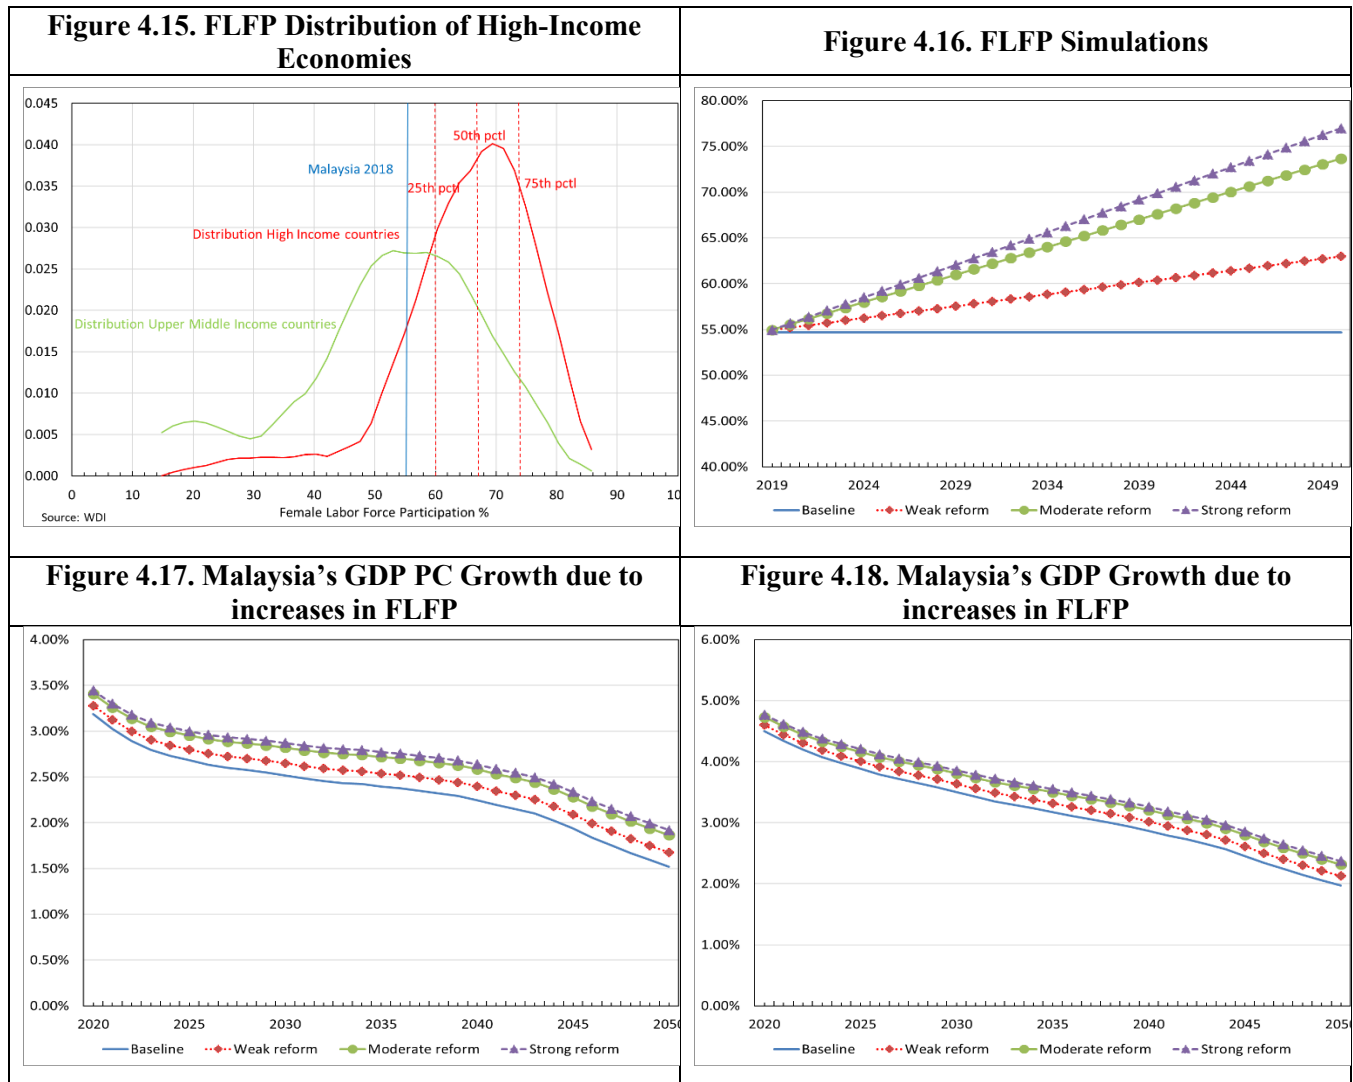 Figure 4.15. FLFP Distribution of High-Income
Economies
0.045
0.040
0.035
0.030
0.025
0.020
0.015
0.010
0.005
0.000
50th pctl
Malaysia 2018
25th pctl
75th pctl
Distribution High Income countries
Distribution Upper Middle Income countries
0 10 20 30 40 50 60 70 80 90 10
Female Labor Force Participation %
Source: WDI
Figure 4.16. FLFP Simulations
80.00%
75.00%
70.00%
65.00%
60.00%
55.00%
50.00%
45.00%
40.00%
2019 2024 2029 2034 2039 2044 2049
Baseline Weak reform Moderate reform Strong reform
Figure 4.17. Malaysia’s GDP PC Growth due to
increases in FLFP
4.00%
3.50%
3.00%
2.50%
2.00%
1.50%
1.00%
0.50%
0.00%
2020 2025 2030 2035 2040 2045 2050
Baseline Weak reform Moderate reform Strong reform
Figure 4.18. Malaysia’s GDP Growth due to
increases in FLFP
6.00%
5.00%
4.00%
3.00%
2.00%
1.00%
0.00%
2020 2025 2030 2035 2040 2045 2050
Baseline Weak reform Moderate reform Strong reform